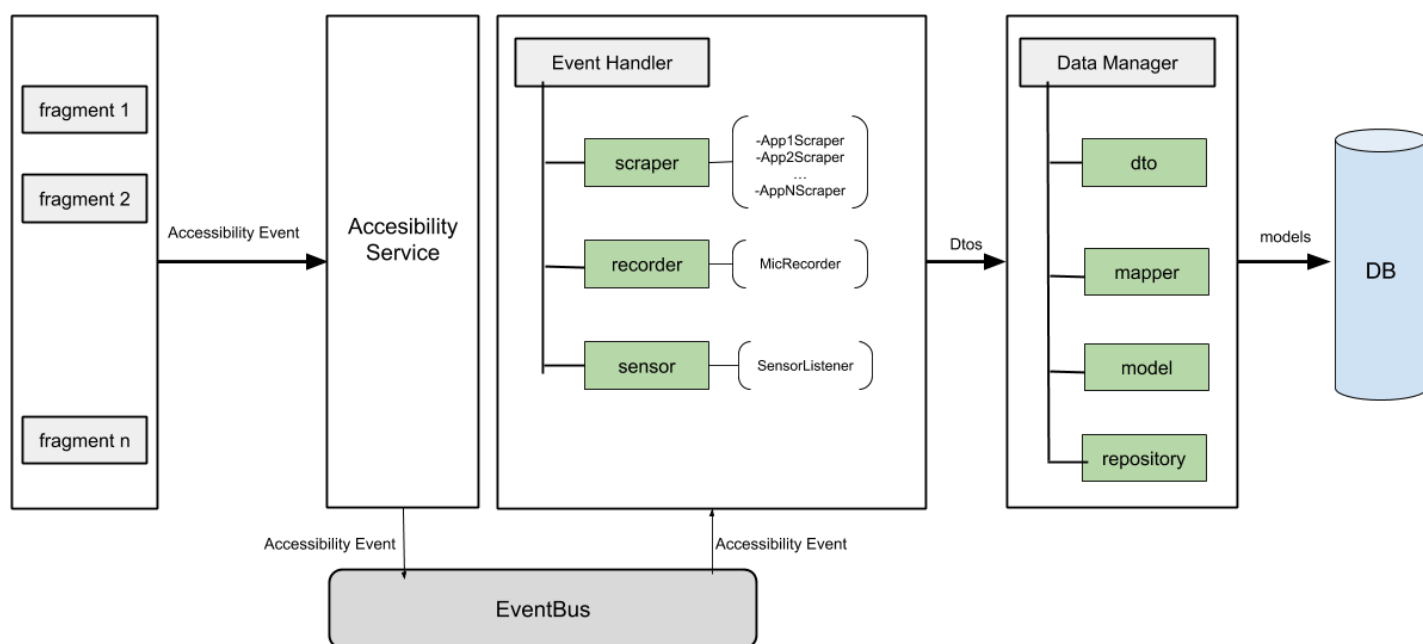 fragment 1
fragment 2
fragment n
Accessibility Event
Accesibility
Service
Event Handler
scraper
-App1Scraper
-App2Scraper
...
-AppNScraper
recorder
MicRecorder
sensor
SensorListener
Dtos
Data Manager
dto
mapper
model
repository
models
DB
Accessibility Event
Accessibility Event
EventBus